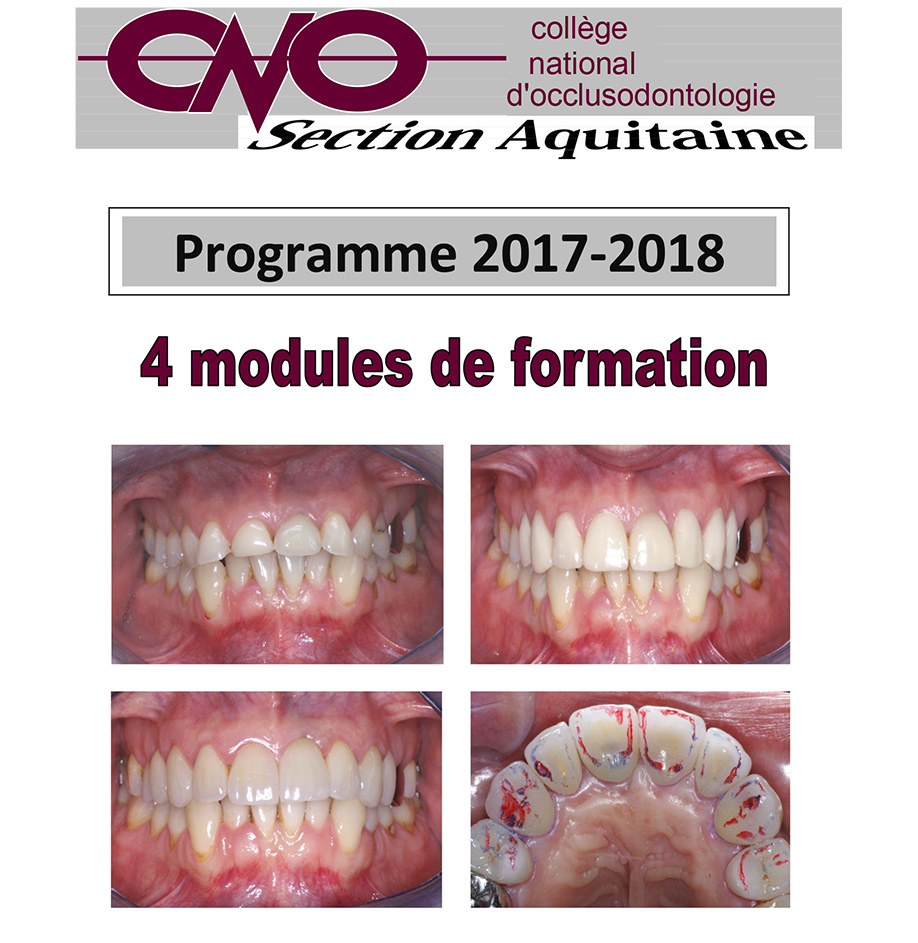 CNO
collège
national
d'occlusodontologie
Section Aquitaine
Programme 2017-2018
4 modules de formation